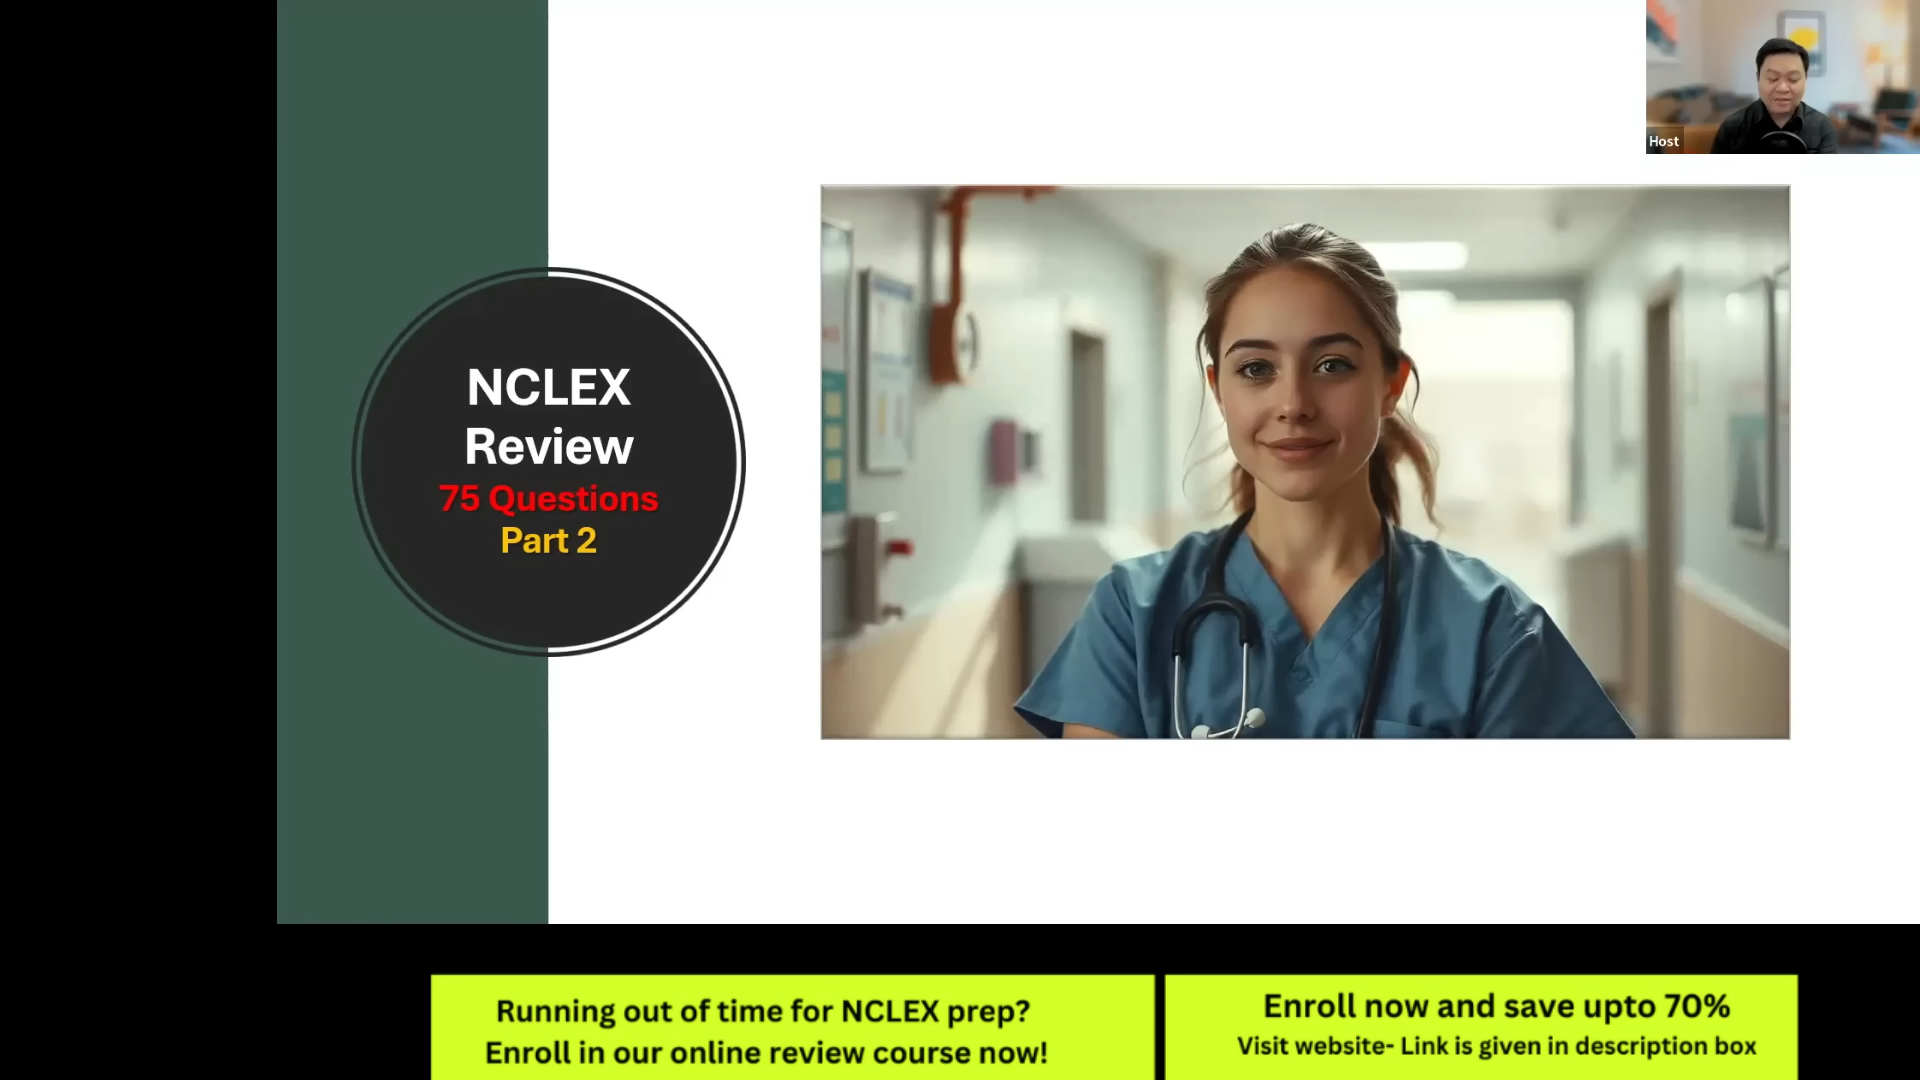 Host
NCLEX
Review
75 Questions
Part 2
Running out of time for NCLEX prep?
Enroll in our online review course now!
Enroll now and save upto 70%
Visit website- Link is given in description box